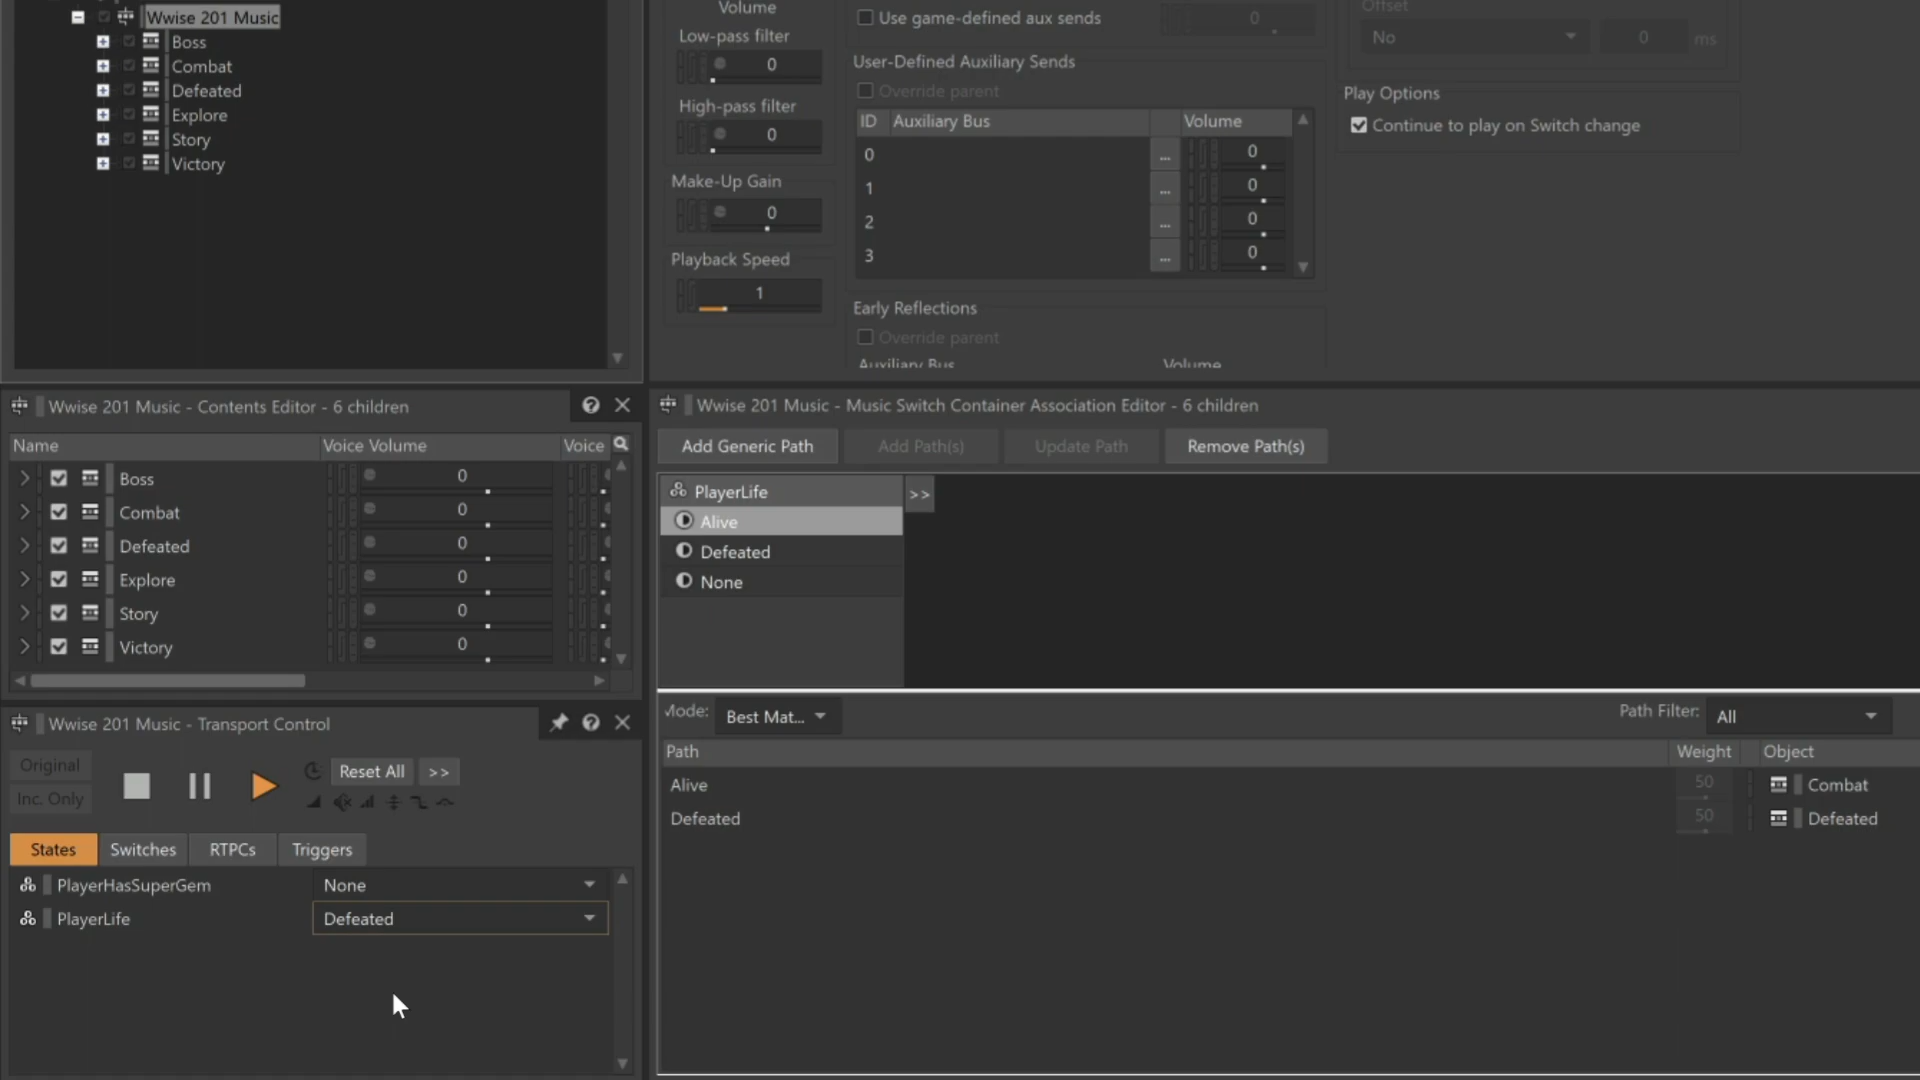 Wwise 201 Music
Boss
Combat
Defeated
Explore
Story
Victory
Volume
Low-pass filter
0
High-pass filter
0
Make-Up Gain
0
Playback Speed
1
Use game-defined aux sends
0
User-Defined Auxiliary Sends
Override parent
ID Auxiliary Bus Volume
0 ... 0
1 ... 0
2 ... 0
3 ... 0
Early Reflections
Override parent
Auxiliary Bus Volume
Offset
No 0 ms
Play Options
Continue to play on Switch change
Wwise 201 Music - Contents Editor - 6 children
Name Voice Volume Voice
Boss 0
Combat 0
Defeated 0
Explore 0
Story 0
Victory 0
Wwise 201 Music - Music Switch Container Association Editor - 6 children
Add Generic Path Add Path(s) Update Path Remove Path(s)
PlayerLife >>
Alive
Defeated
None
Mode: Best Mat... Path Filter: All
Path Weight Object
Alive 50 Combat
Defeated 50 Defeated
Wwise 201 Music - Transport Control
Original
Inc. Only
Reset All >>
States Switches RTPCs Triggers
PlayerHasSuperGem None
PlayerLife Defeated